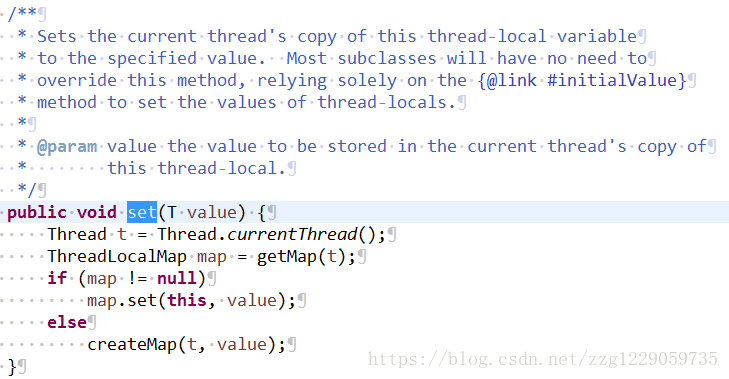 /**
 * Sets the current thread's copy of this thread-local variable
 * to the specified value.  Most subclasses will have no need to
 * override this method, relying solely on the {@link #initialValue}
 * method to set the values of thread-locals.
 *
 * @param value the value to be stored in the current thread's copy of
 *        this thread-local.
 */
public void set(T value) {
    Thread t = Thread.currentThread();
    ThreadLocalMap map = getMap(t);
    if (map != null)
        map.set(this, value);
    else
        createMap(t, value);
}
https://blog.csdn.net/zzg1229059735